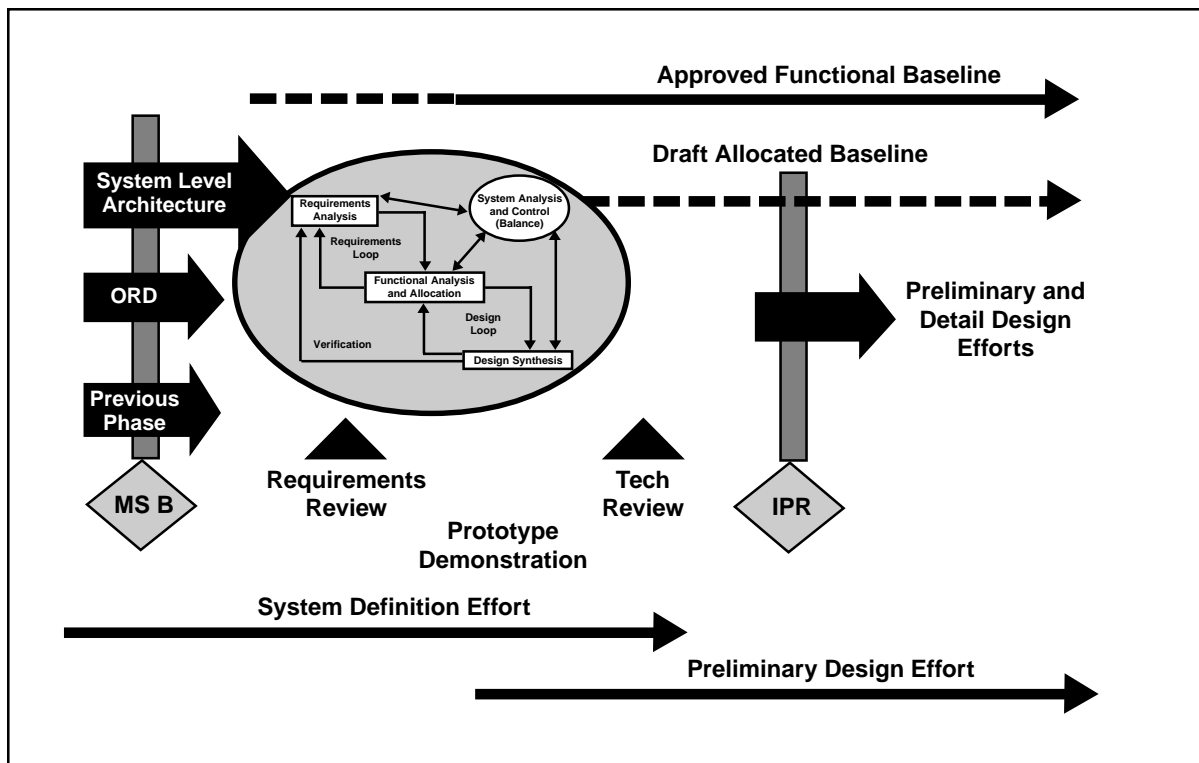 Approved Functional Baseline
Draft Allocated Baseline
System Level
Architecture
ORD
Previous
Phase
Requirements
Analysis
System Analysis
and Control
(Balance)
Requirements
Loop
Functional Analysis
and Allocation
Design
Loop
Verification
Design Synthesis
Preliminary and
Detail Design
Efforts
MS B
Requirements
Review
Prototype
Demonstration
Tech
Review
IPR
System Definition Effort
Preliminary Design Effort